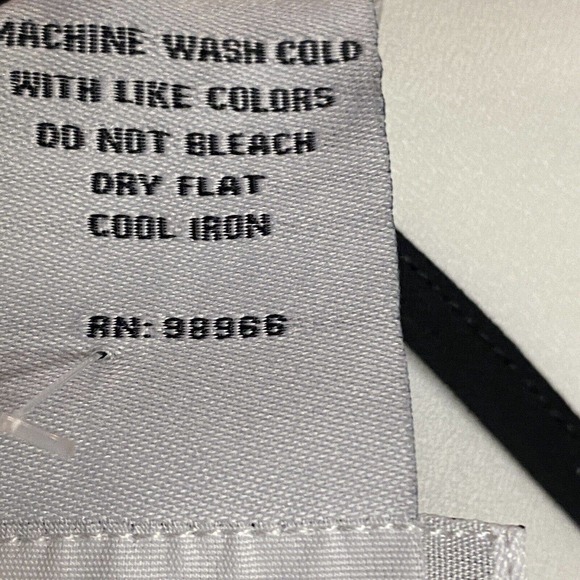 MACHINE WASH COLD
WITH LIKE COLORS
DO NOT BLEACH
DRY FLAT
COOL IRON
RN: 98966